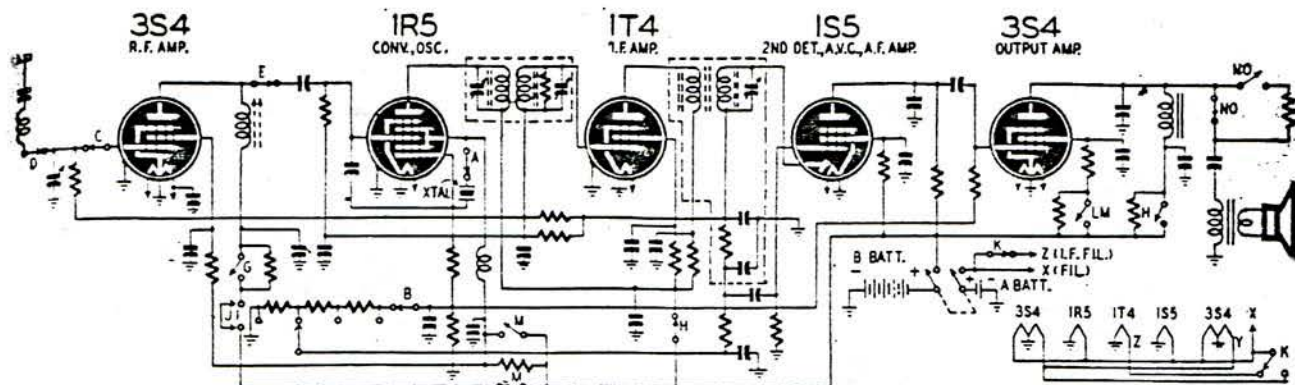 3S4 1R5 1T4 1S5 3S4
R.F. AMP. CONV., OSC. I.F. AMP. 2ND DET., A.V.C., A.F. AMP. OUTPUT AMP.
E NO
NO
C
D A
XTAL
LM H
G K Z (I.F. FIL.)
B BATT. X (FIL.)
- + + - A BATT.
J B
M H 3S4 1R5 1T4 1S5 3S4 X
Z Y K
M